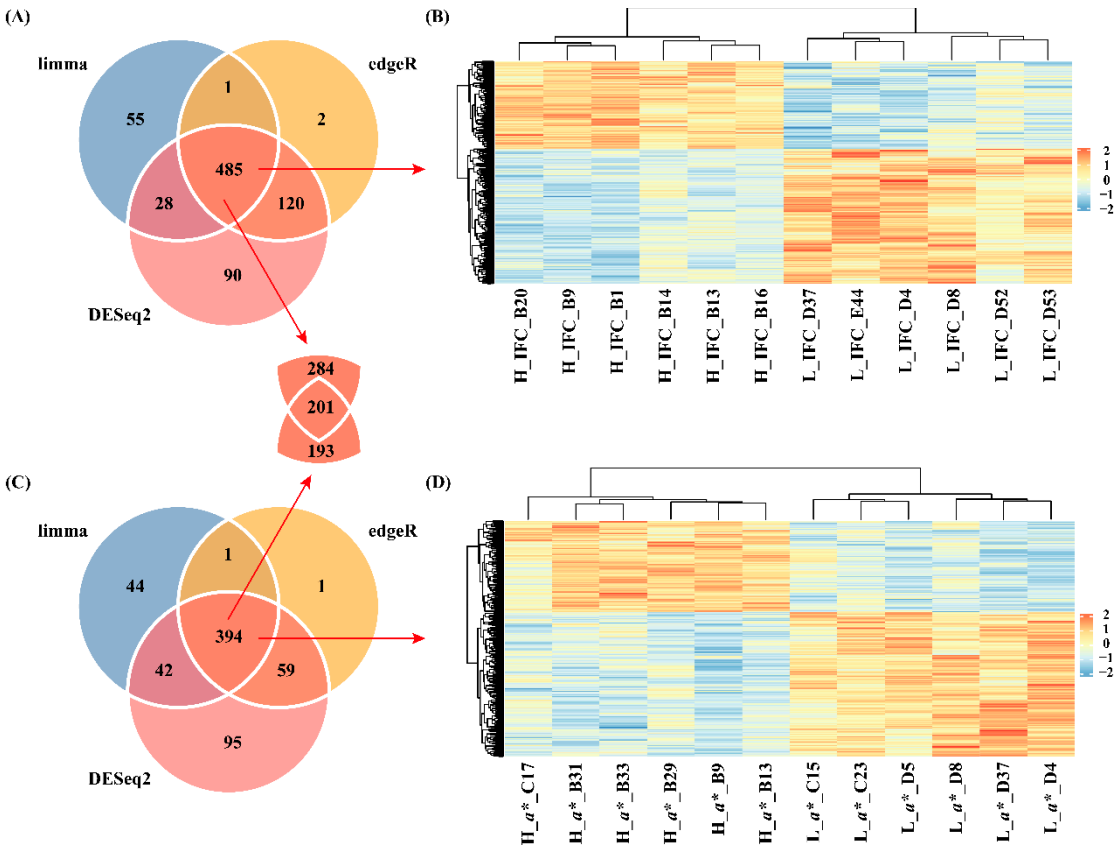 (A)
limma
edgeR
1
55
2
485
28
120
90
DESeq2
(B)
2
1
0
−1
−2
H_IFC_B20
H_IFC_B9
H_IFC_B1
H_IFC_B14
H_IFC_B13
H_IFC_B16
L_IFC_D37
L_IFC_E44
L_IFC_D4
L_IFC_D8
L_IFC_D52
L_IFC_D53
284
201
193
(C)
limma
edgeR
1
44
1
394
42
59
95
DESeq2
(D)
2
1
0
−1
−2
H_a*_C17
H_a*_B31
H_a*_B33
H_a*_B29
H_a*_B9
H_a*_B13
L_a*_C15
L_a*_C23
L_a*_D5
L_a*_D8
L_a*_D37
L_a*_D4